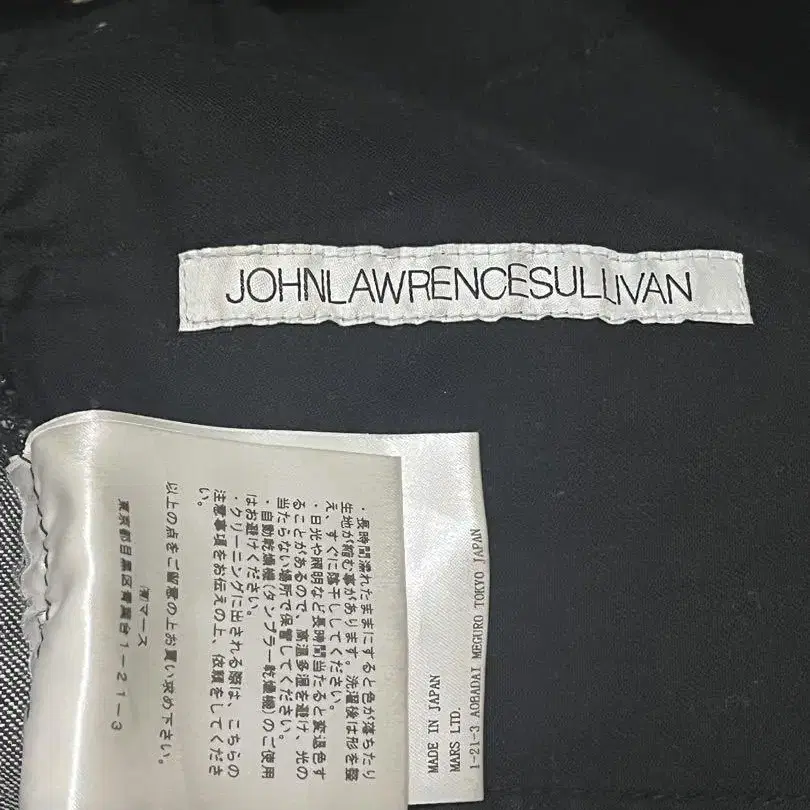 JOHNLAWRENCESULLIVAN
・長時間濡れたままにすると色が落ちたり
生地が縮む事があります。洗濯後は形を整
え、すぐに陰干ししてください。
・日光や照明など長時間当たると変退色す
ることがあるので、高温多湿を避け、光の
当たらない場所で保管してください。
・自動乾燥機(タンブラー乾燥機)のご使用
はお避けください。
・クリーニングに出される際は、こちらの
注意事項をお伝えの上、依頼をしてくださ
い。
以上の点をご留意の上お買い求め下さい。
㈲マース
東京都目黒区青葉台1-21-3
MADE IN JAPAN
MARS LTD.
1-21-3 AOBADAI MEGURO TOKYO JAPAN